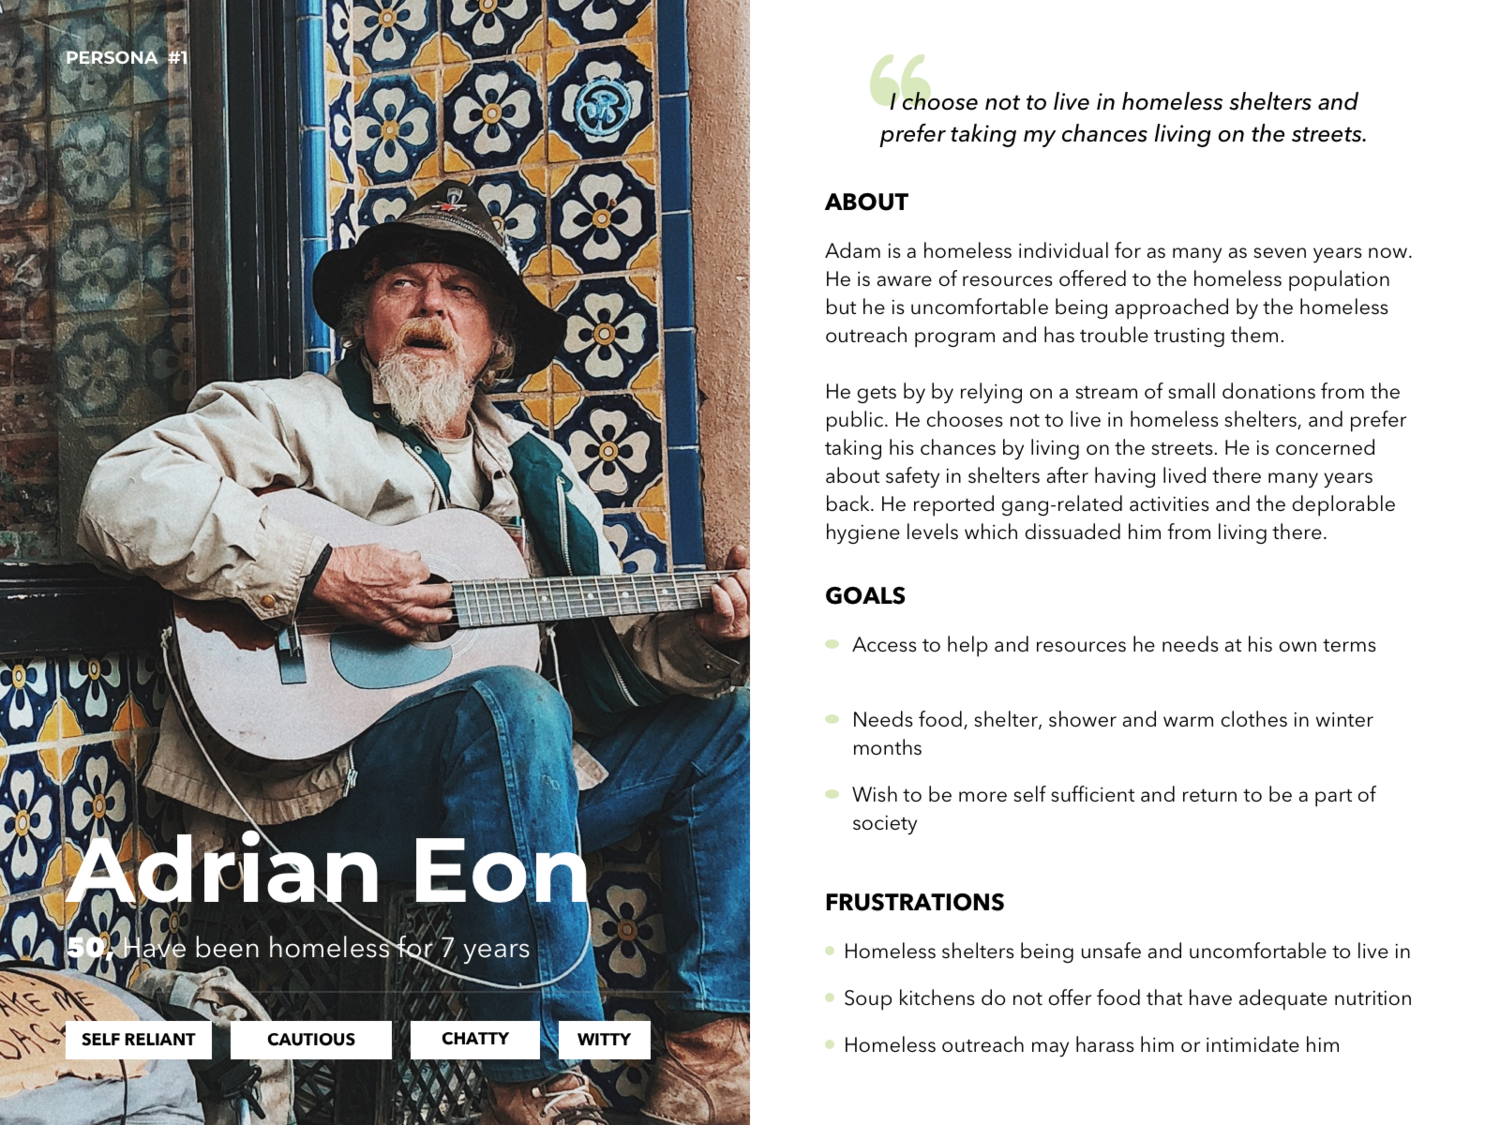 PERSONA #1
Adrian Eon
50, Have been homeless for 7 years
SELF RELIANT
CAUTIOUS
CHATTY
WITTY
AKE ME
“
I choose not to live in homeless shelters and
prefer taking my chances living on the streets.
ABOUT
Adam is a homeless individual for as many as seven years now.
He is aware of resources offered to the homeless population
but he is uncomfortable being approached by the homeless
outreach program and has trouble trusting them.
He gets by by relying on a stream of small donations from the
public. He chooses not to live in homeless shelters, and prefer
taking his chances by living on the streets. He is concerned
about safety in shelters after having lived there many years
back. He reported gang-related activities and the deplorable
hygiene levels which dissuaded him from living there.
GOALS
Access to help and resources he needs at his own terms
Needs food, shelter, shower and warm clothes in winter
months
Wish to be more self sufficient and return to be a part of
society
FRUSTRATIONS
Homeless shelters being unsafe and uncomfortable to live in
Soup kitchens do not offer food that have adequate nutrition
Homeless outreach may harass him or intimidate him